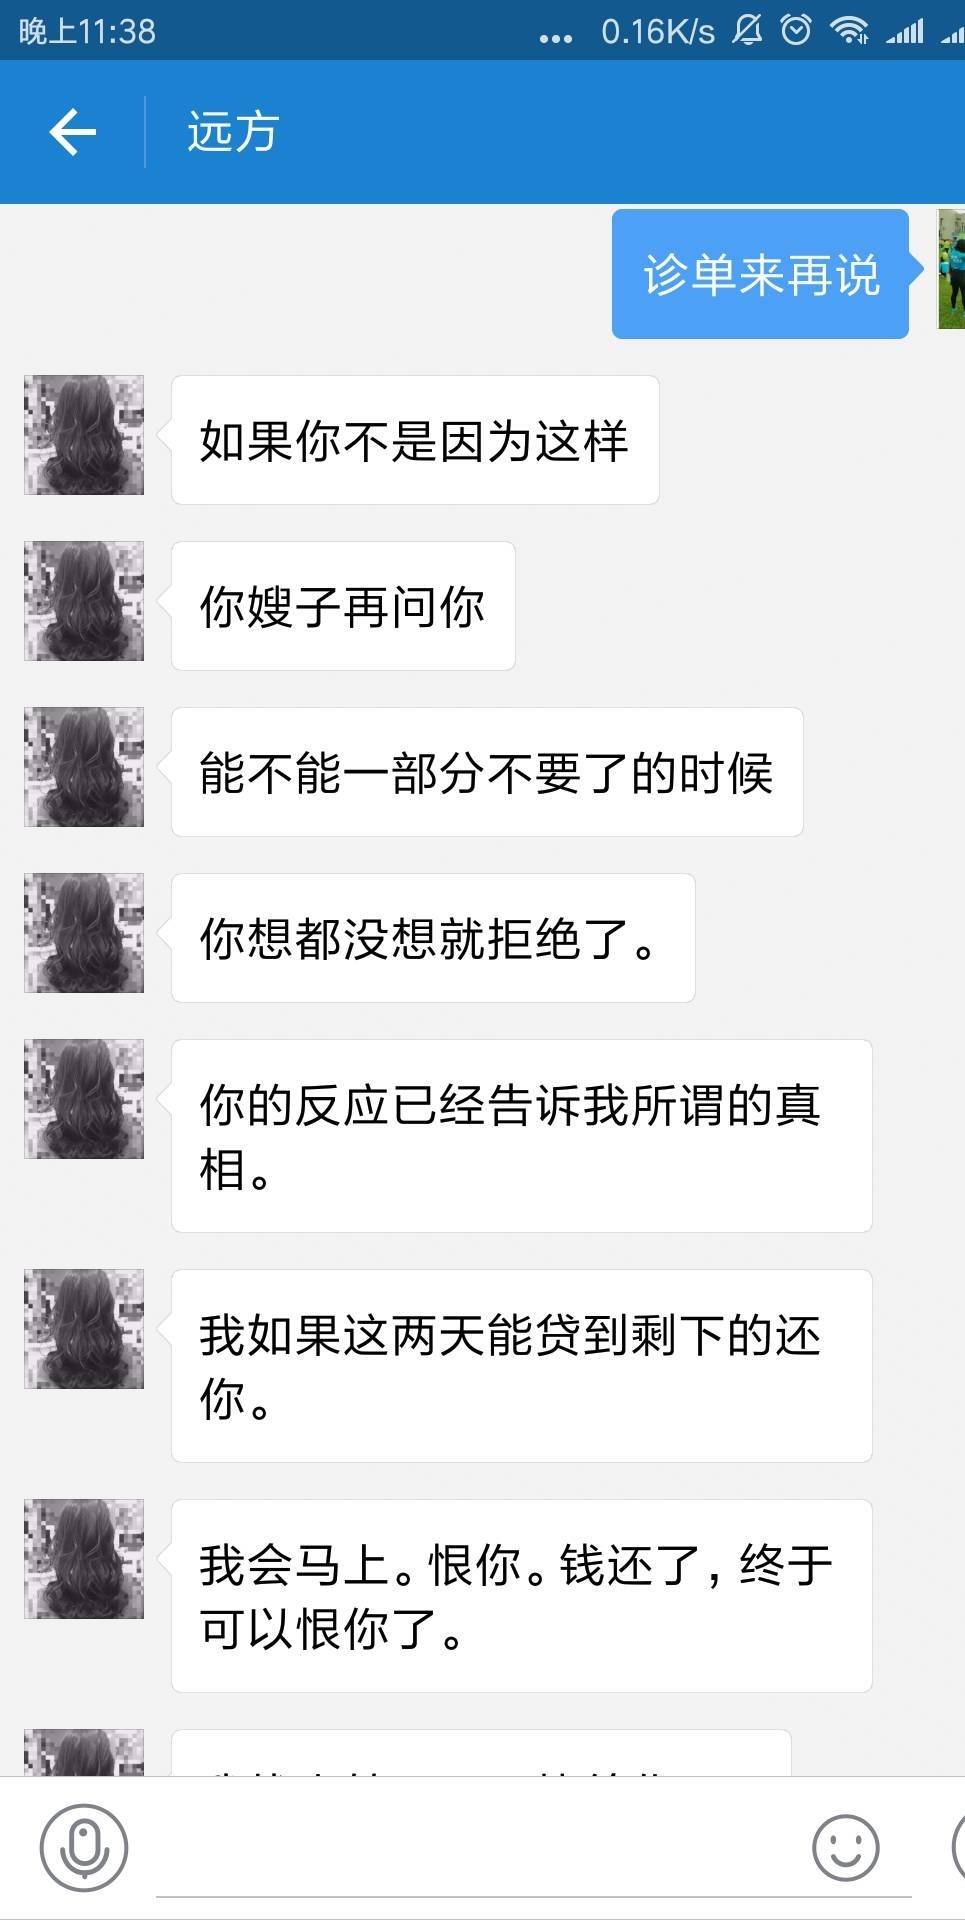 晚上11:38
... 0.16K/s
远方
诊单来再说
如果你不是因为这样
你嫂子再问你
能不能一部分不要了的时候
你想都没想就拒绝了。
你的反应已经告诉我所谓的真
相。
我如果这两天能贷到剩下的还
你。
我会马上。恨你。钱还了,终于
可以恨你了。